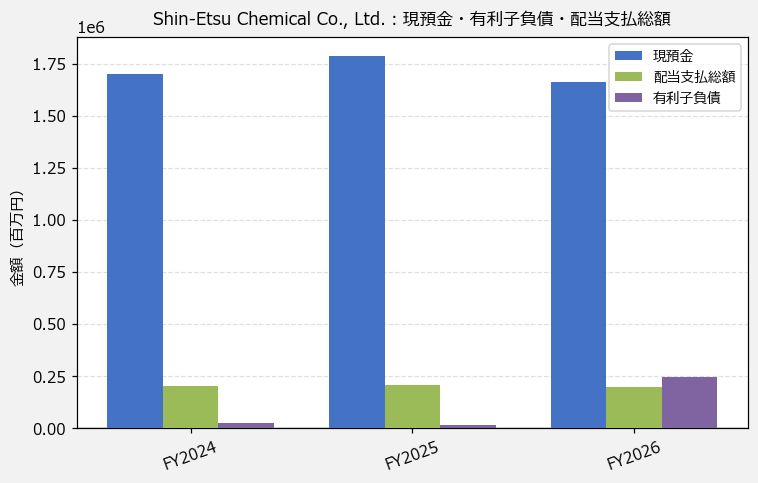 Shin-Etsu Chemical Co., Ltd. : 現預金・有利子負債・配当支払総額
1e6
現預金
配当支払総額
有利子負債
金額（百万円）
1.75
1.50
1.25
1.00
0.75
0.50
0.25
0.00
FY2024
FY2025
FY2026